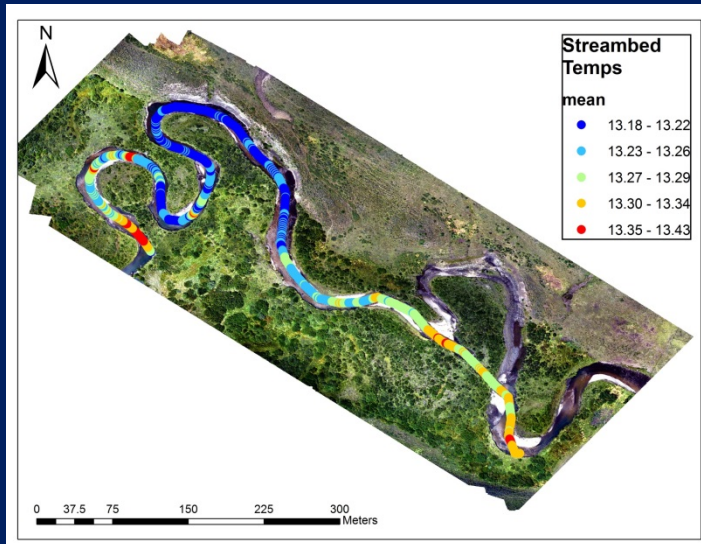 N
Streambed
Temps
mean
13.18 - 13.22
13.23 - 13.26
13.27 - 13.29
13.30 - 13.34
13.35 - 13.43
0 37.5 75 150 225 300
Meters